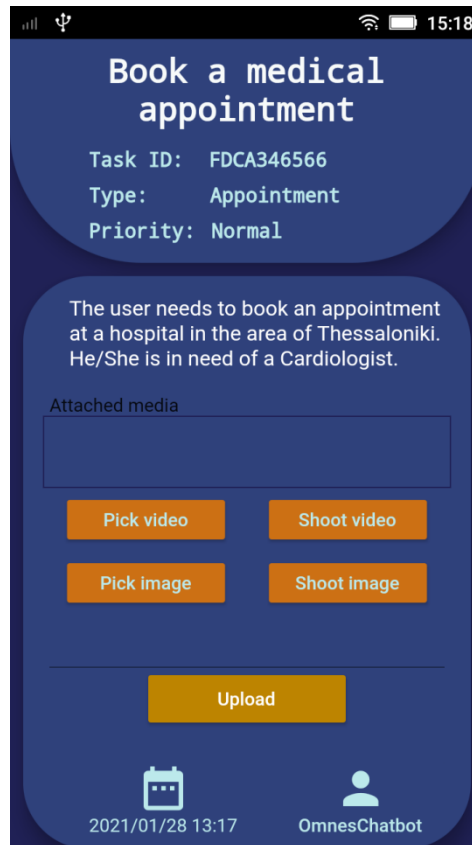 15:18
Book a medical
appointment
Task ID: FDCA346566
Type: Appointment
Priority: Normal
The user needs to book an appointment
at a hospital in the area of Thessaloniki.
He/She is in need of a Cardiologist.
Attached media
Pick video Shoot video
Pick image Shoot image
Upload
2021/01/28 13:17 OmnesChatbot